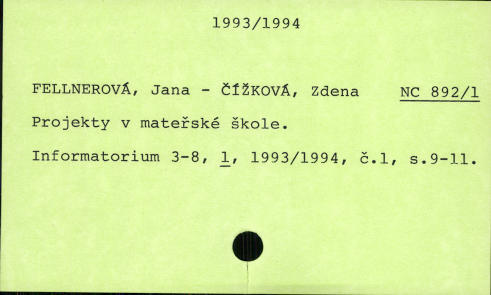 1993/1994
FELLNEROVÁ, Jana - ČÍŽKOVÁ, Zdena NC 892/1
Projekty v mateřské škole.
Informatorium 3-8, 1, 1993/1994, č.1, s.9-11.